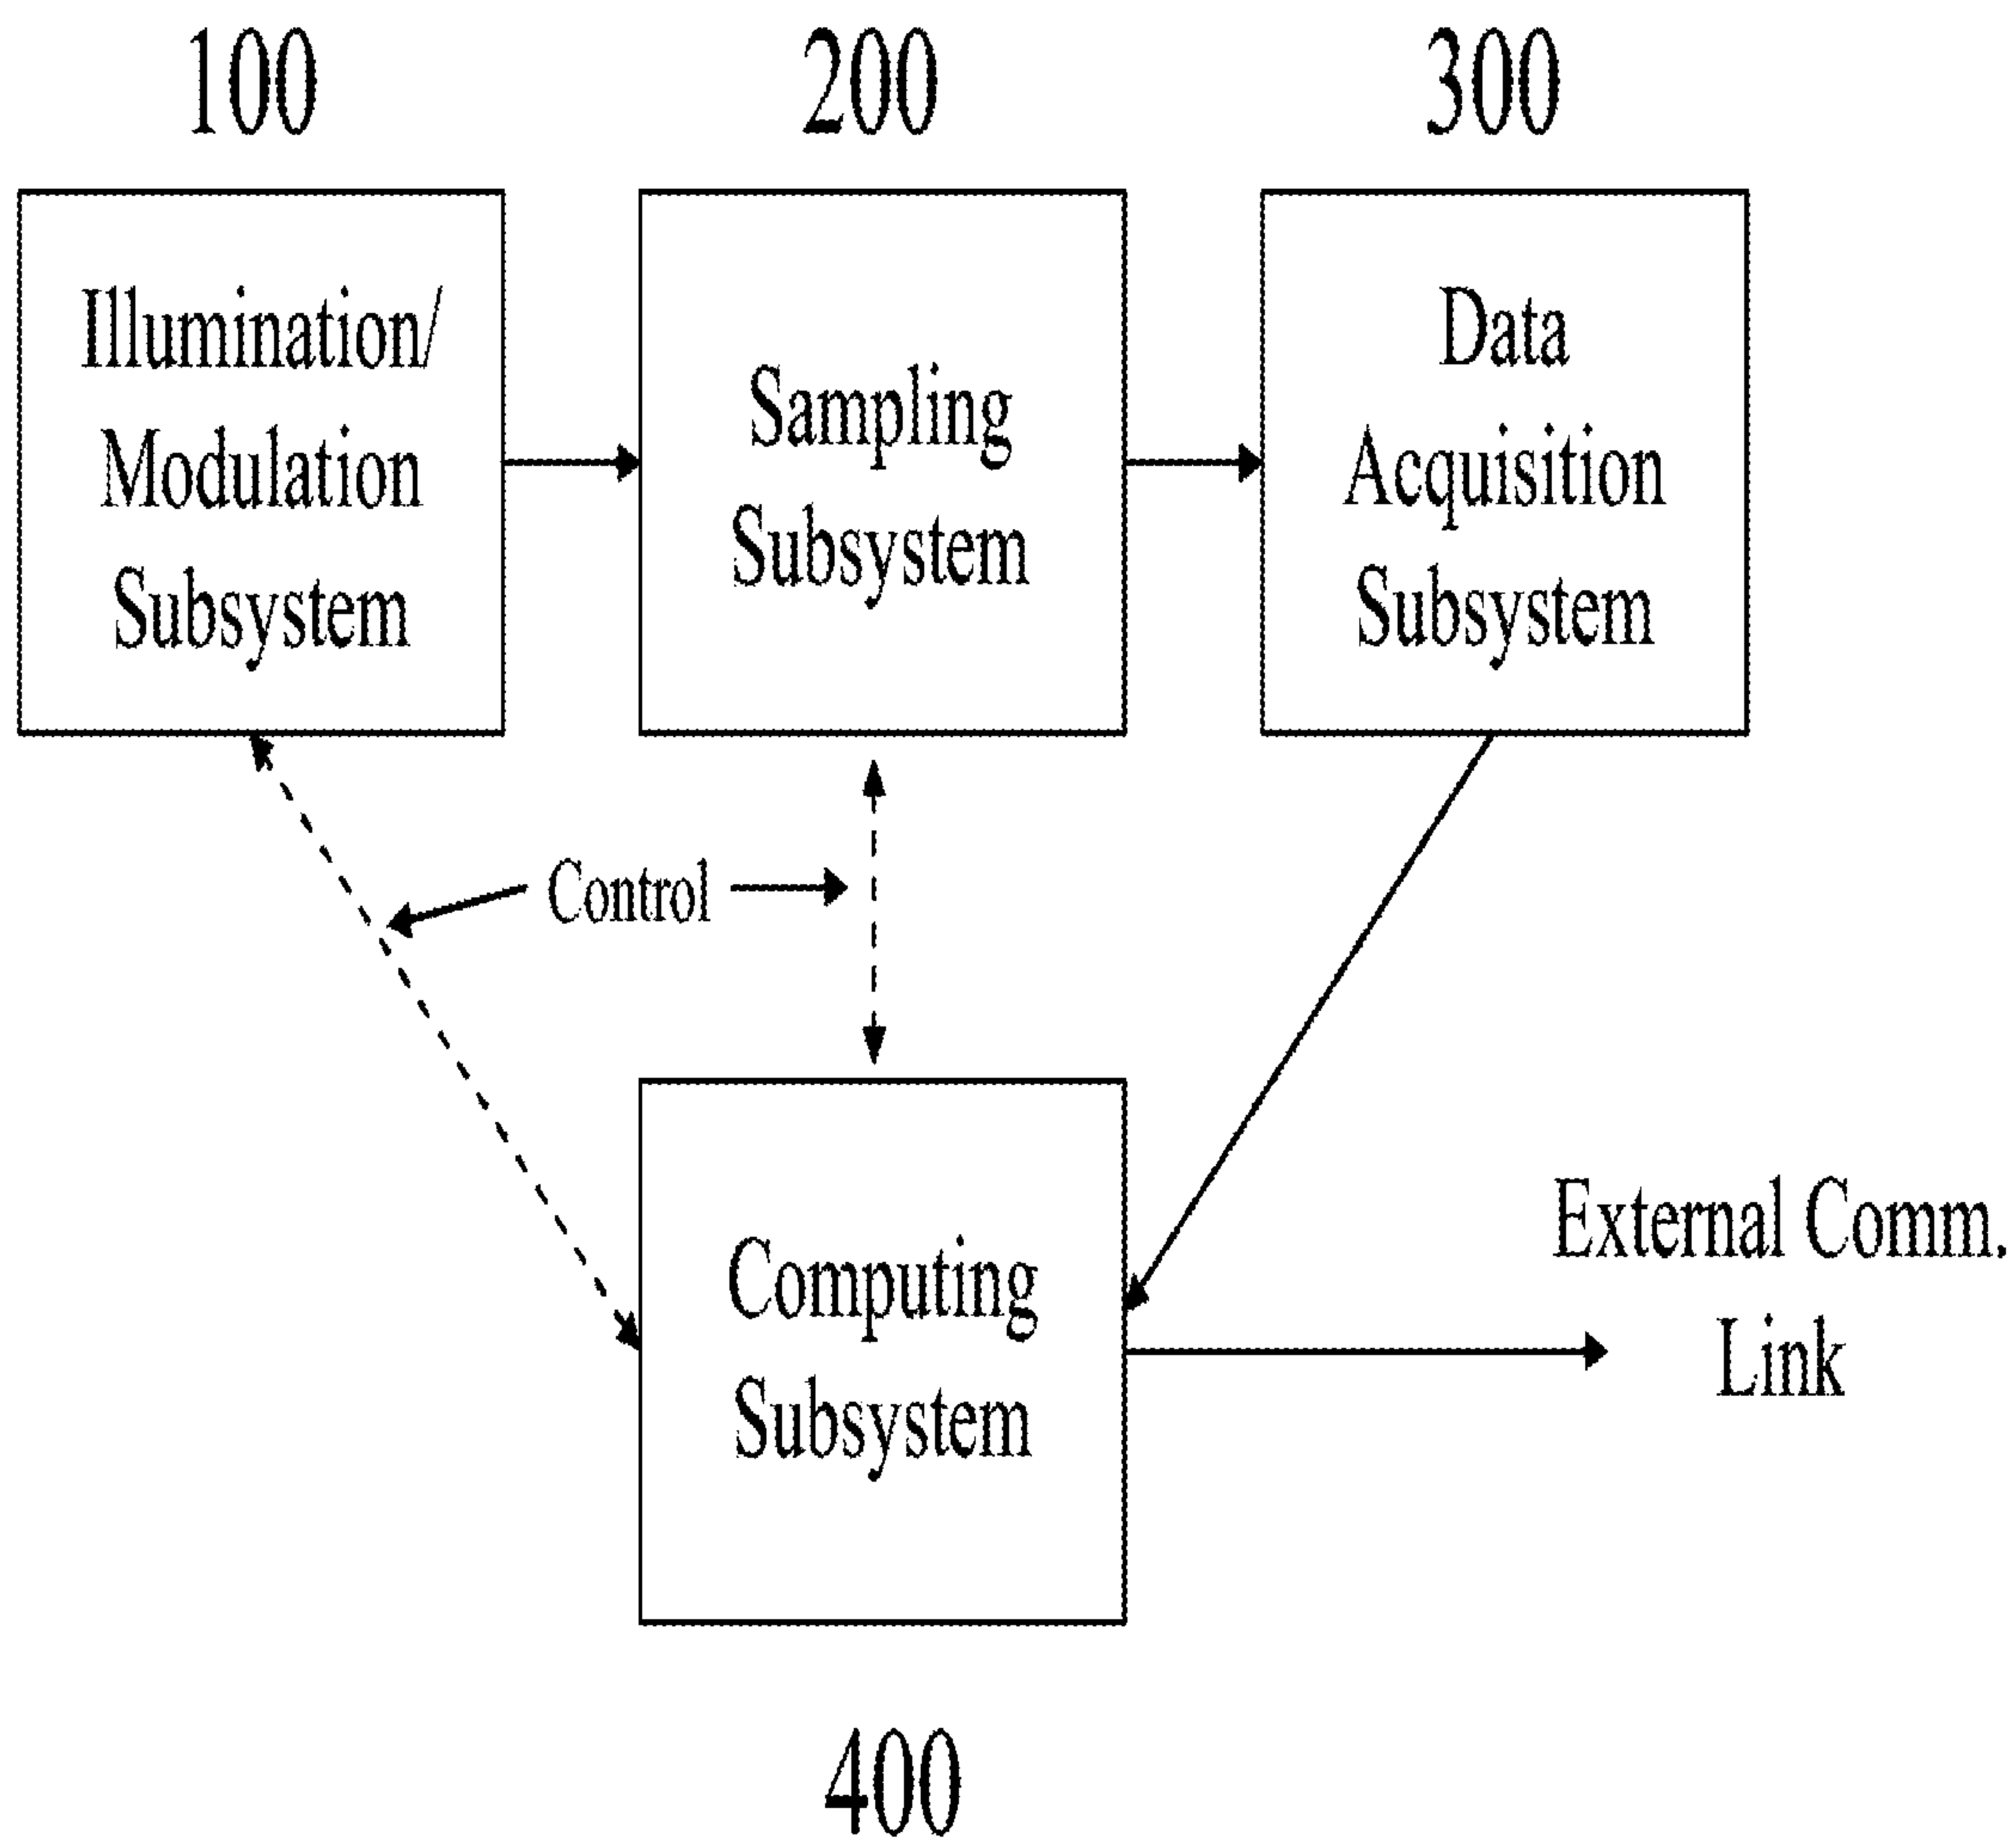 100
200
300
Illumination/
Modulation
Subsystem
Sampling
Subsystem
Data
Acquisition
Subsystem
Control
Computing
Subsystem
External Comm.
Link
400